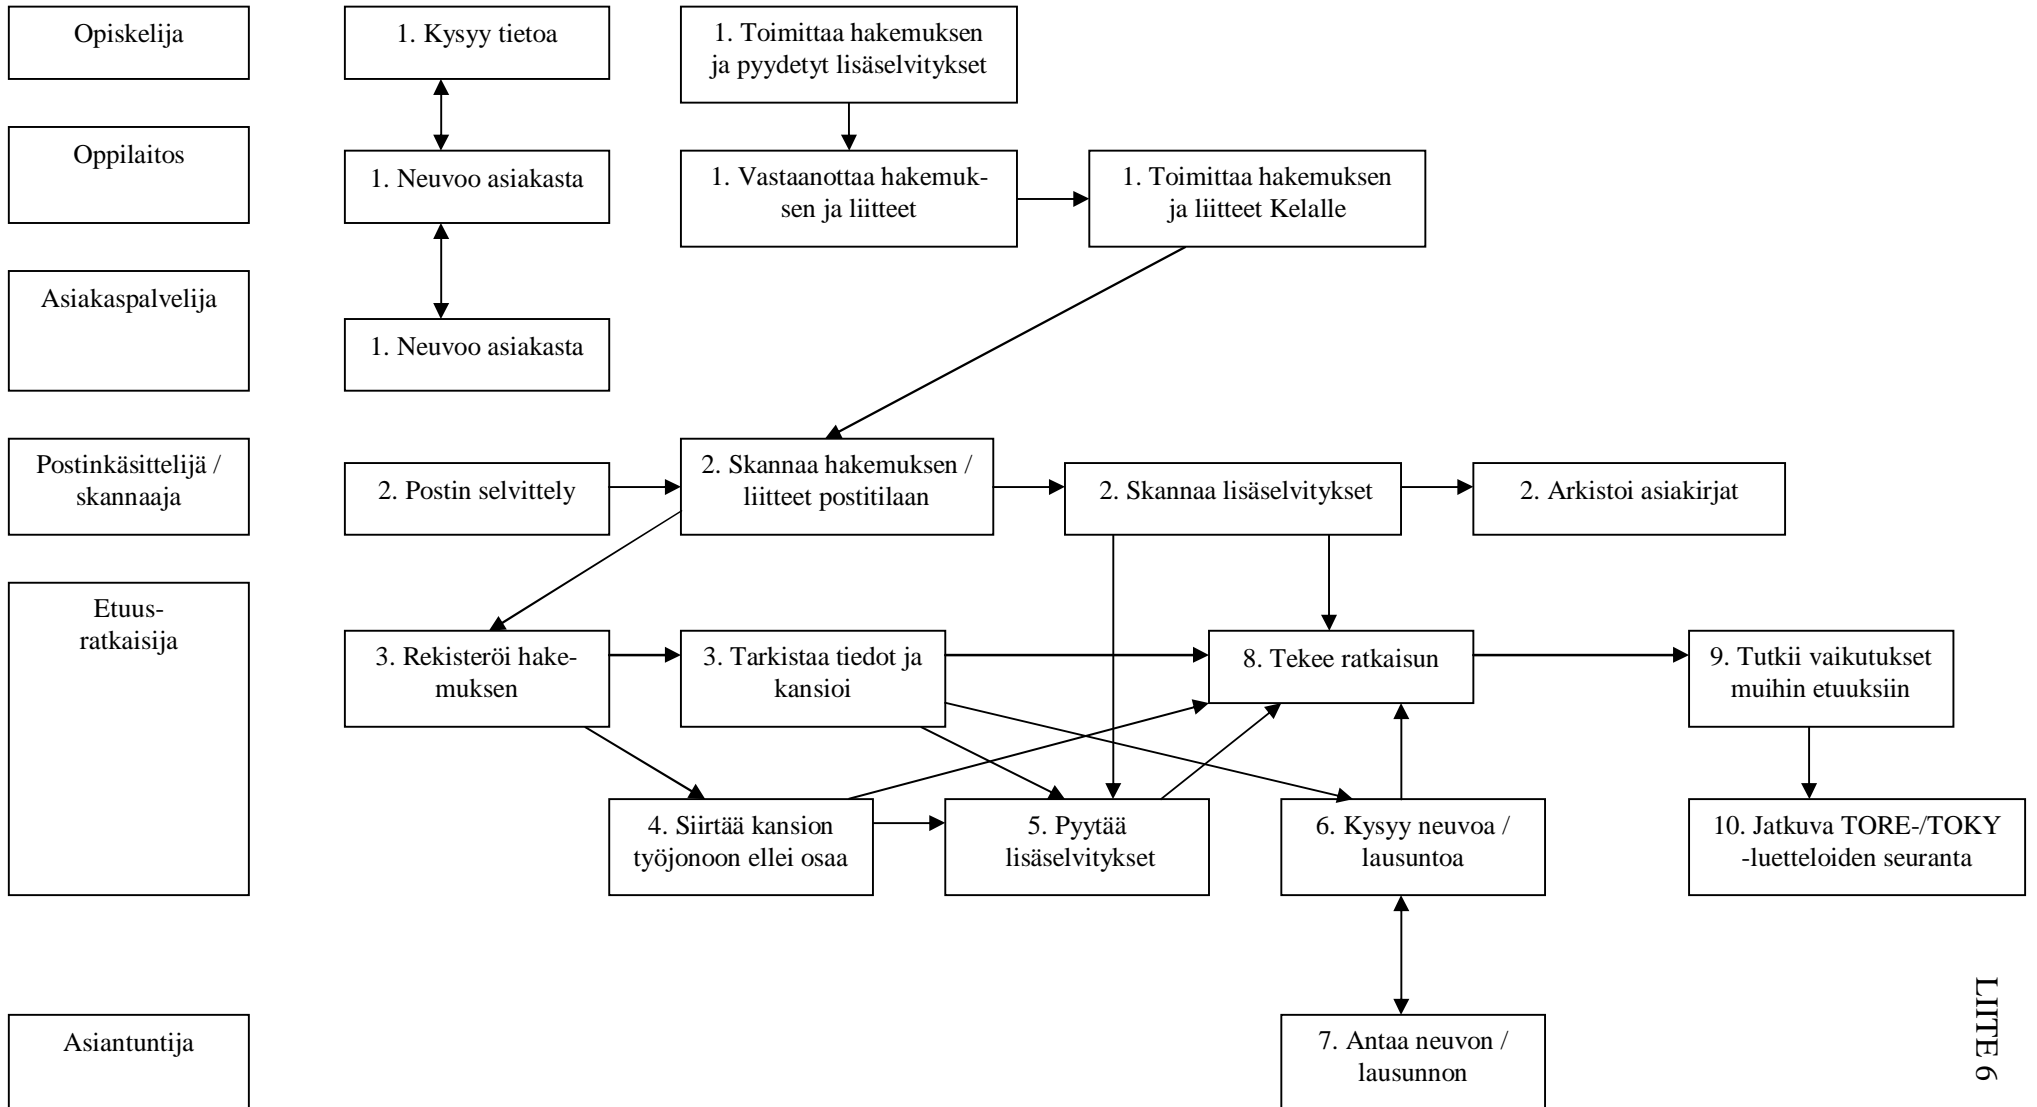 Opiskelija
1. Kysyy tietoa
1. Toimittaa hakemuksen
ja pyydetyt lisäselvitykset
Oppilaitos
1. Neuvoo asiakasta
1. Vastaanottaa hakemuk-
sen ja liitteet
1. Toimittaa hakemuksen
ja liitteet Kelalle
Asiakaspalvelija
1. Neuvoo asiakasta
Postinkäsittelijä /
skannaaja
2. Postin selvittely
2. Skannaa hakemuksen /
liitteet postitilaan
2. Skannaa lisäselvitykset
2. Arkistoi asiakirjat
Etuus-
ratkaisija
3. Rekisteröi hake-
muksen
3. Tarkistaa tiedot ja
kansioi
8. Tekee ratkaisun
9. Tutkii vaikutukset
muihin etuuksiin
4. Siirtää kansion
työjonoon ellei osaa
5. Pyytää
lisäselvitykset
6. Kysyy neuvoa /
lausuntoa
10. Jatkuva TORE-/TOKY
-luetteloiden seuranta
Asiantuntija
7. Antaa neuvon /
lausunnon
LIITE 6